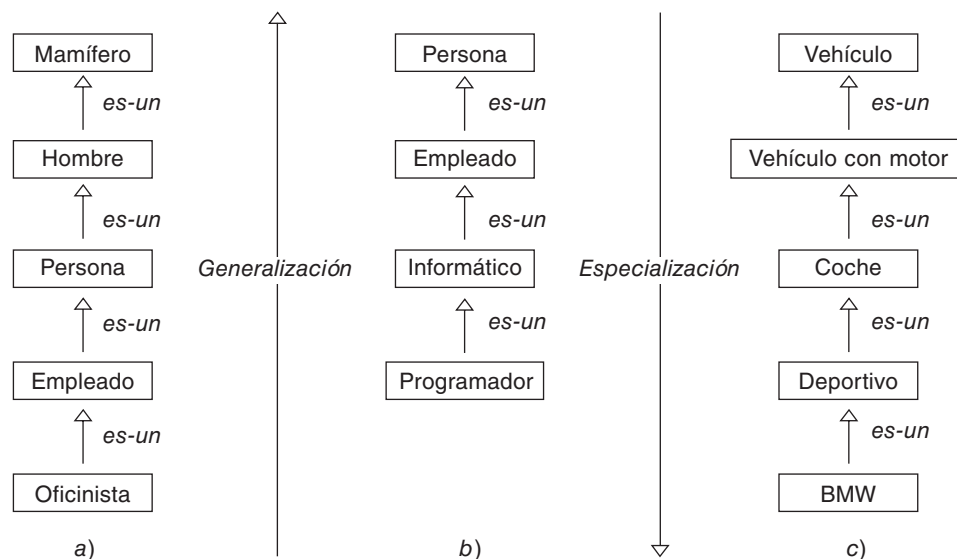 Mamífero
es-un
Hombre
es-un
Persona
es-un
Empleado
es-un
Oficinista
a)
Generalización
Persona
es-un
Empleado
es-un
Informático
es-un
Programador
b)
Especialización
Vehículo
es-un
Vehículo con motor
es-un
Coche
es-un
Deportivo
es-un
BMW
c)